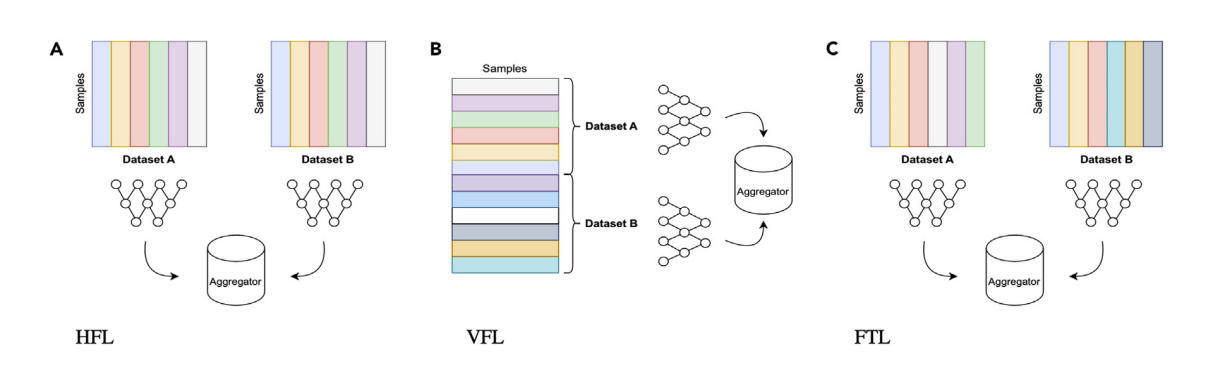 A
Samples
Samples
Dataset A
Dataset B
Aggregator
HFL
B
Samples
Dataset A
Dataset B
Aggregator
VFL
C
Samples
Samples
Dataset A
Dataset B
Aggregator
FTL